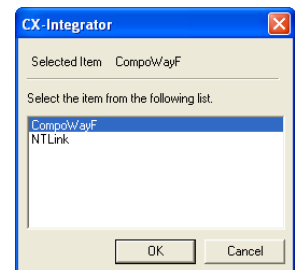 CX-Integrator
Selected Item CompoWayF
Select the item from the following list.
CompoWayF
NTLink
OK Cancel